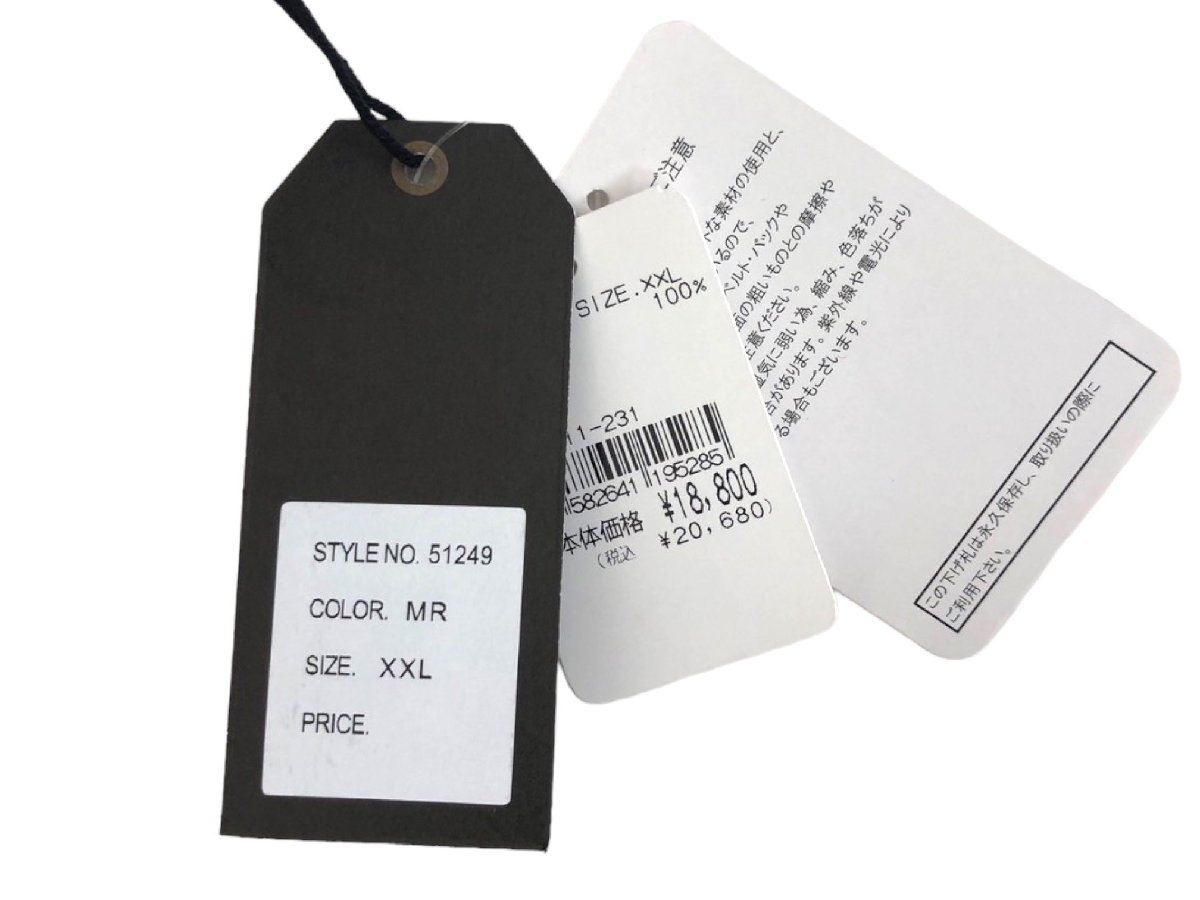 STYLE NO. 51249
COLOR. MR
SIZE. XXL
PRICE.
SIZE.XXL
100%
11-231
582641 195285
本体価格 ¥18,800
(税込 ¥20,680)
ご注意
な素材の使用と、
るので、
ベルト・バックや
面の粗いものとの摩擦や
注意ください。
湿気に弱い為、縮み、色落ちが
合があります。紫外線や電光により
る場合もございます。
この下げ札は永久保存し、取り扱いの際に
ご利用下さい。